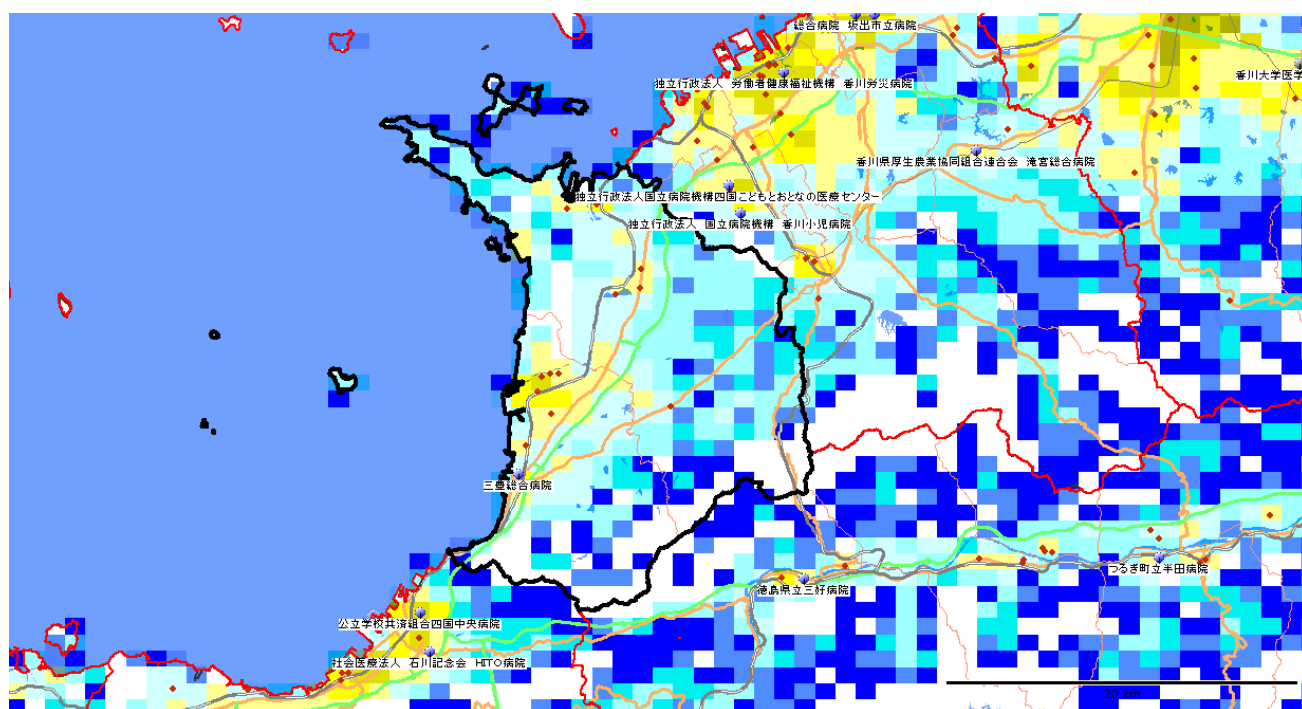 総合病院 坂出市立病院
香川大学医学
独立行政法人 労働者健康福祉機構 香川労災病院
香川県厚生農業協同組合連合会 滝宮総合病院
独立行政法人国立病院機構四国こどもとおとなの医療センター
独立行政法人 国立病院機構 香川小児病院
三豊総合病院
つるぎ町立半田病院
徳島県立三好病院
公立学校共済組合四国中央病院
社会医療法人 石川記念会 HITO病院
20 km